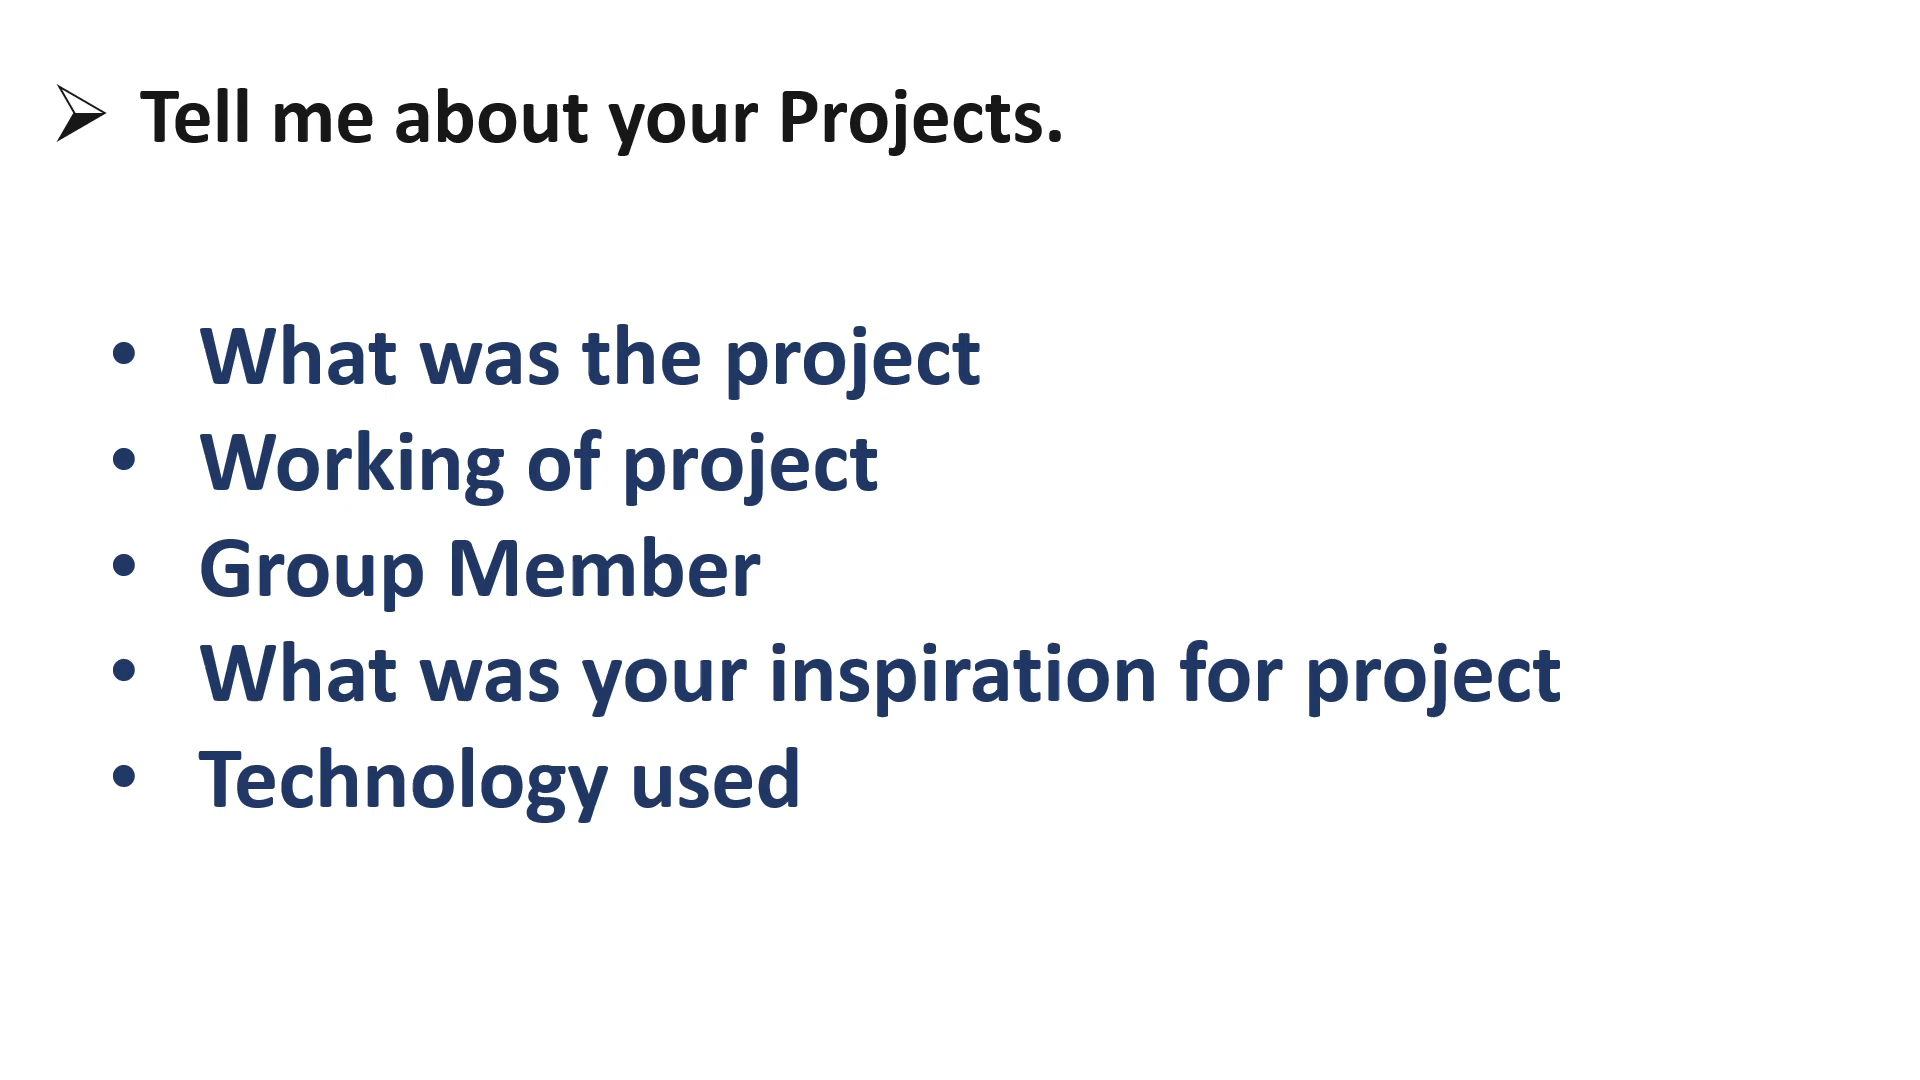 ➢ Tell me about your Projects.
• What was the project
• Working of project
• Group Member
• What was your inspiration for project
• Technology used